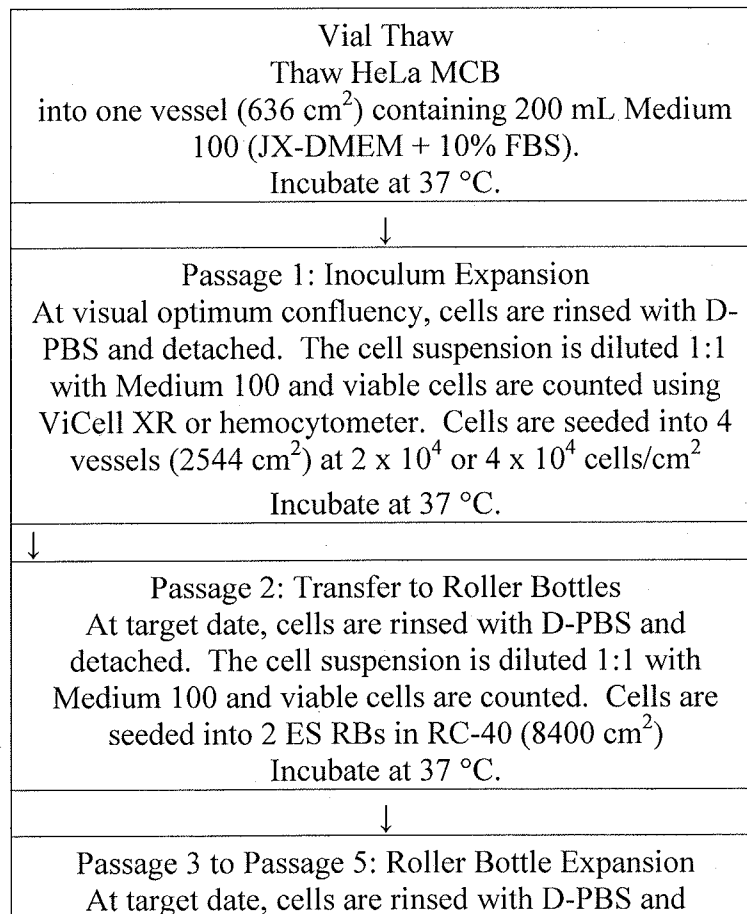 Vial Thaw
Thaw HeLa MCB
into one vessel (636 cm²) containing 200 mL Medium
100 (JX-DMEM + 10% FBS).
Incubate at 37 °C.
↓
Passage 1: Inoculum Expansion
At visual optimum confluency, cells are rinsed with D-
PBS and detached. The cell suspension is diluted 1:1
with Medium 100 and viable cells are counted using
ViCell XR or hemocytometer. Cells are seeded into 4
vessels (2544 cm²) at 2 x 10⁴ or 4 x 10⁴ cells/cm²
Incubate at 37 °C.
↓
Passage 2: Transfer to Roller Bottles
At target date, cells are rinsed with D-PBS and
detached. The cell suspension is diluted 1:1 with
Medium 100 and viable cells are counted. Cells are
seeded into 2 ES RBs in RC-40 (8400 cm²)
Incubate at 37 °C.
↓
Passage 3 to Passage 5: Roller Bottle Expansion
At target date, cells are rinsed with D-PBS and